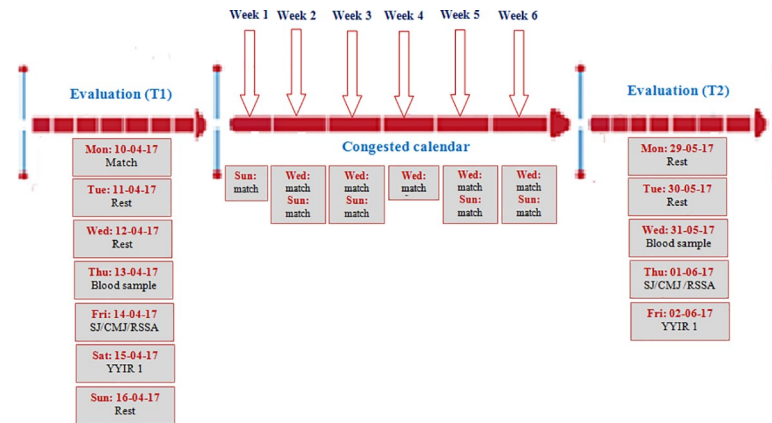 Week 1 Week 2 Week 3 Week 4 Week 5 Week 6
Evaluation (T1)
Evaluation (T2)
Congested calendar
Mon: 10-04-17
Match
Tue: 11-04-17
Rest
Wed: 12-04-17
Rest
Thu: 13-04-17
Blood sample
Fri: 14-04-17
SJ/CMJ/RSSA
Sat: 15-04-17
YYIR 1
Sun: 16-04-17
Rest
Sun:
match
Wed:
match
Sun:
match
Wed:
match
Sun:
match
Wed:
match
Wed:
match
Sun:
match
Wed:
match
Sun:
match
Mon: 29-05-17
Rest
Tue: 30-05-17
Rest
Wed: 31-05-17
Blood sample
Thu: 01-06-17
SJ/CMJ/RSSA
Fri: 02-06-17
YYIR 1